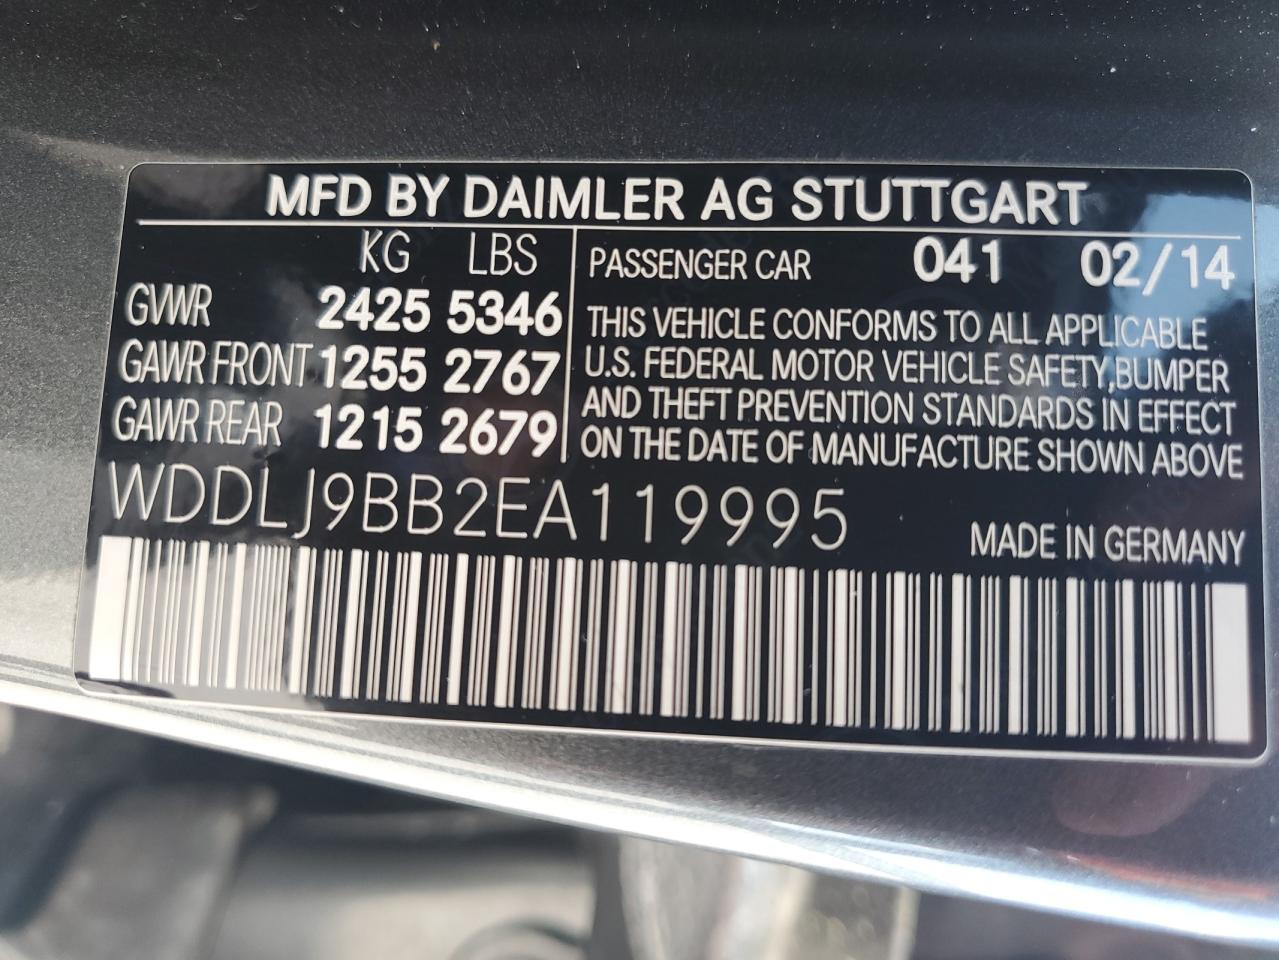 MFD BY DAIMLER AG STUTTGART
KG LBS
GVWR 2425 5346
GAWR FRONT 1255 2767
GAWR REAR 1215 2679
PASSENGER CAR 041 02/14
THIS VEHICLE CONFORMS TO ALL APPLICABLE
U.S. FEDERAL MOTOR VEHICLE SAFETY,BUMPER
AND THEFT PREVENTION STANDARDS IN EFFECT
ON THE DATE OF MANUFACTURE SHOWN ABOVE
WDDLJ9BB2EA119995
MADE IN GERMANY